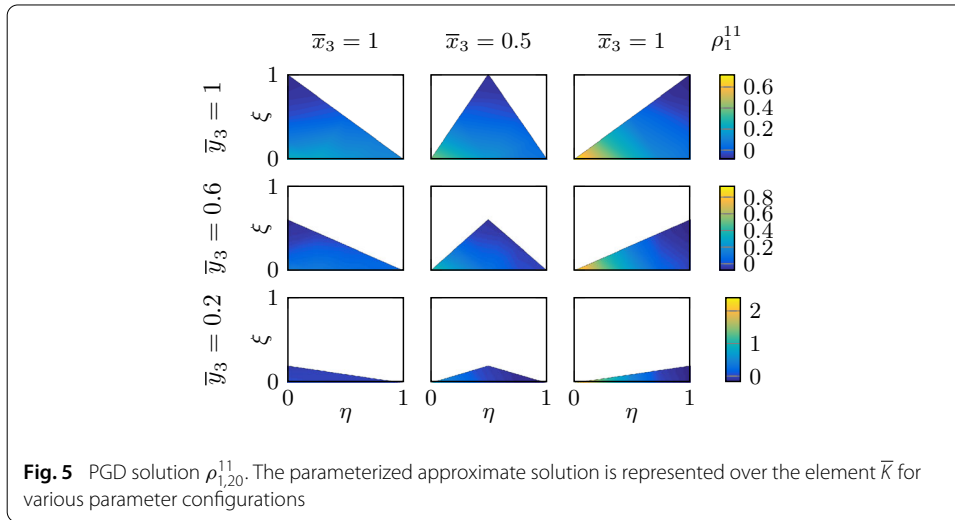 x̅₃ = 1 x̅₃ = 0.5 x̅₃ = 1 ρ₁¹¹
y̅₃ = 1
ξ
1
0
0.6
0.4
0.2
0
y̅₃ = 0.6
ξ
1
0
0.8
0.6
0.4
0.2
0
y̅₃ = 0.2
ξ
1
0
2
1
0
0 1 0 1 0 1
η η η
Fig. 5 PGD solution ρ¹¹₁,₂₀. The parameterized approximate solution is represented over the element K̅ for
various parameter configurations